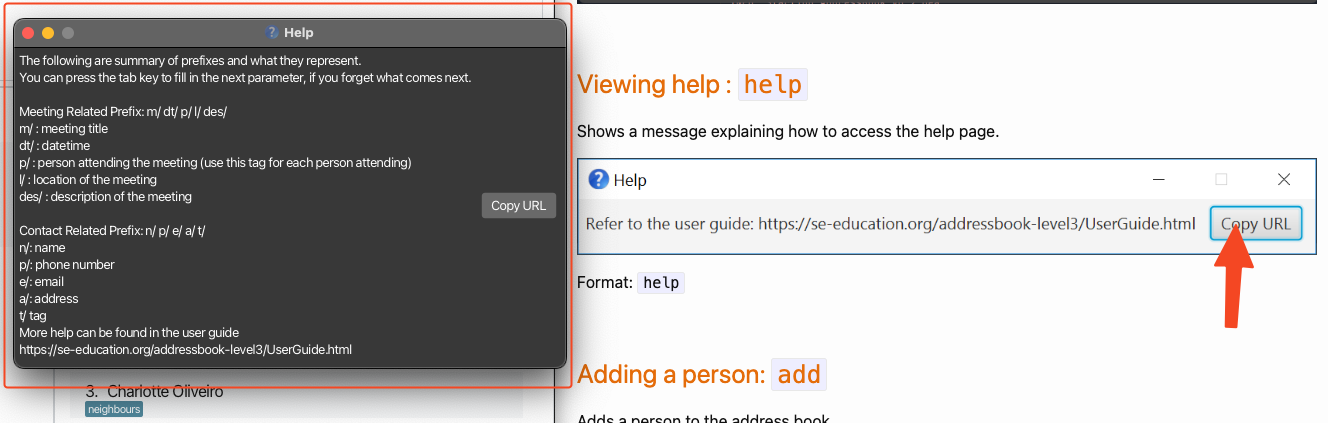 Help
The following are summary of prefixes and what they represent.
You can press the tab key to fill in the next parameter, if you forget what comes next.
Meeting Related Prefix: m/ dt/ p/ l/ des/
m/ : meeting title
dt/ : datetime
p/ : person attending the meeting (use this tag for each person attending)
l/ : location of the meeting
des/ : description of the meeting
Copy URL
Contact Related Prefix: n/ p/ e/ a/ t/
n/: name
p/: phone number
e/: email
a/: address
t/ tag
More help can be found in the user guide
https://se-education.org/addressbook-level3/UserGuide.html
3. Charlotte Oliveiro
neighbours
Viewing help : help
Shows a message explaining how to access the help page.
Help
Refer to the user guide: https://se-education.org/addressbook-level3/UserGuide.html
Copy URL
Format: help
Adding a person: add
Adds a person to the address book.